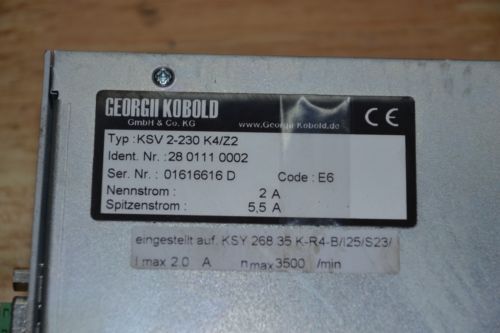 GEORGII KOBOLD
GmbH & Co. KG
www.Georgii Kobold.de
CE
Typ : KSV 2-230 K4/Z2
Ident. Nr. : 28 0111 0002
Ser. Nr. : 01616616 D Code : E6
Nennstrom : 2 A
Spitzenstrom : 5,5 A
eingestellt auf. KSY 268 35 K-R4-B/I25/S23/
I max 2.0 A n max 3500 /min